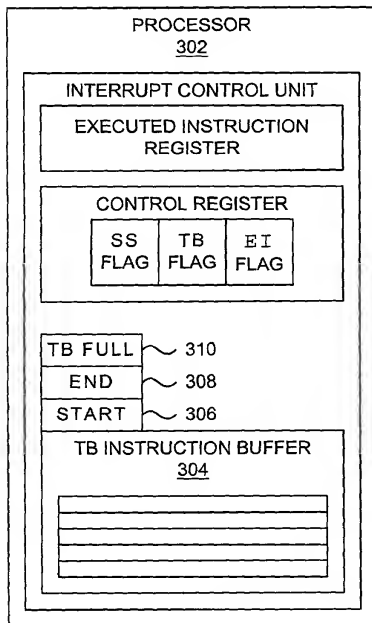 PROCESSOR
302
INTERRUPT CONTROL UNIT
EXECUTED INSTRUCTION
REGISTER
CONTROL REGISTER
SS
FLAG
TB
FLAG
EI
FLAG
TB FULL 310
END 308
START 306
TB INSTRUCTION BUFFER
304